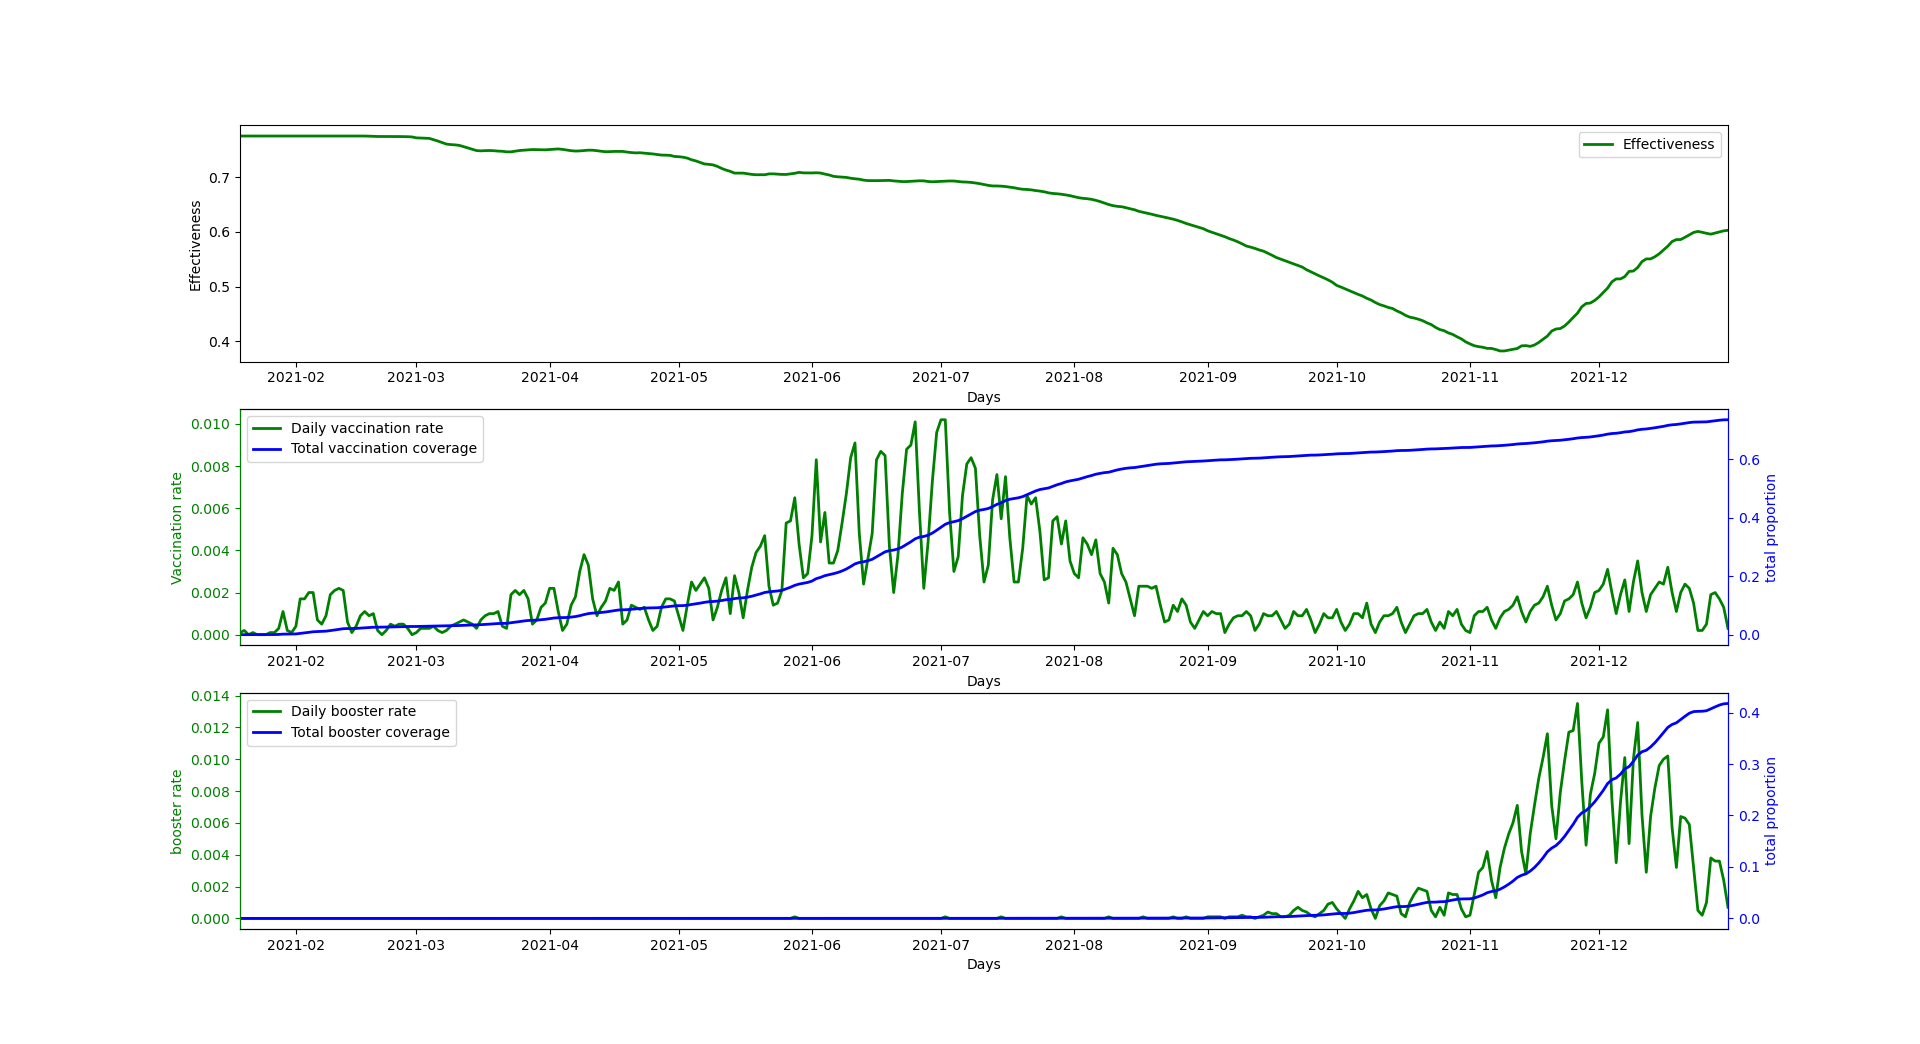 Effectiveness
Effectiveness
0.7
0.6
0.5
0.4
2021-02 2021-03 2021-04 2021-05 2021-06 2021-07 2021-08 2021-09 2021-10 2021-11 2021-12
Days
Daily vaccination rate
Total vaccination coverage
Vaccination rate
0.010
0.008
0.006
0.004
0.002
0.000
0.6
0.4
0.2
0.0
total proportion
2021-02 2021-03 2021-04 2021-05 2021-06 2021-07 2021-08 2021-09 2021-10 2021-11 2021-12
Days
Daily booster rate
Total booster coverage
booster rate
0.014
0.012
0.010
0.008
0.006
0.004
0.002
0.000
0.4
0.3
0.2
0.1
0.0
total proportion
2021-02 2021-03 2021-04 2021-05 2021-06 2021-07 2021-08 2021-09 2021-10 2021-11 2021-12
Days